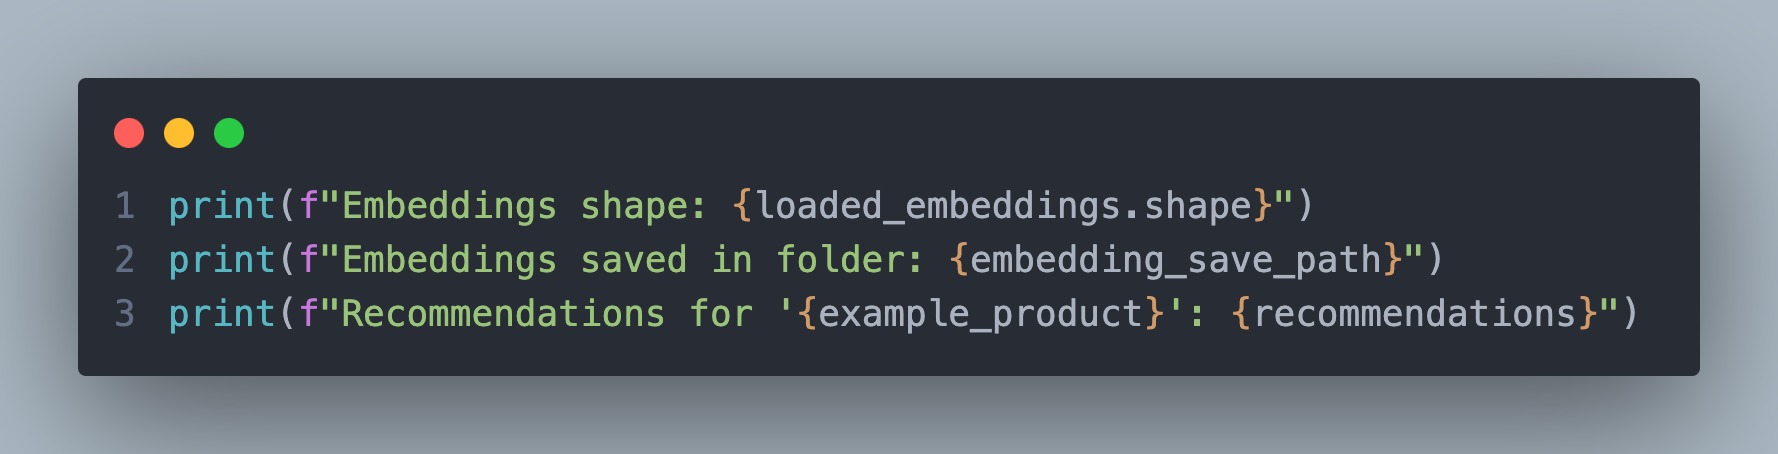 1 print(f"Embeddings shape: {loaded_embeddings.shape}")
2 print(f"Embeddings saved in folder: {embedding_save_path}")
3 print(f"Recommendations for '{example_product}': {recommendations}")